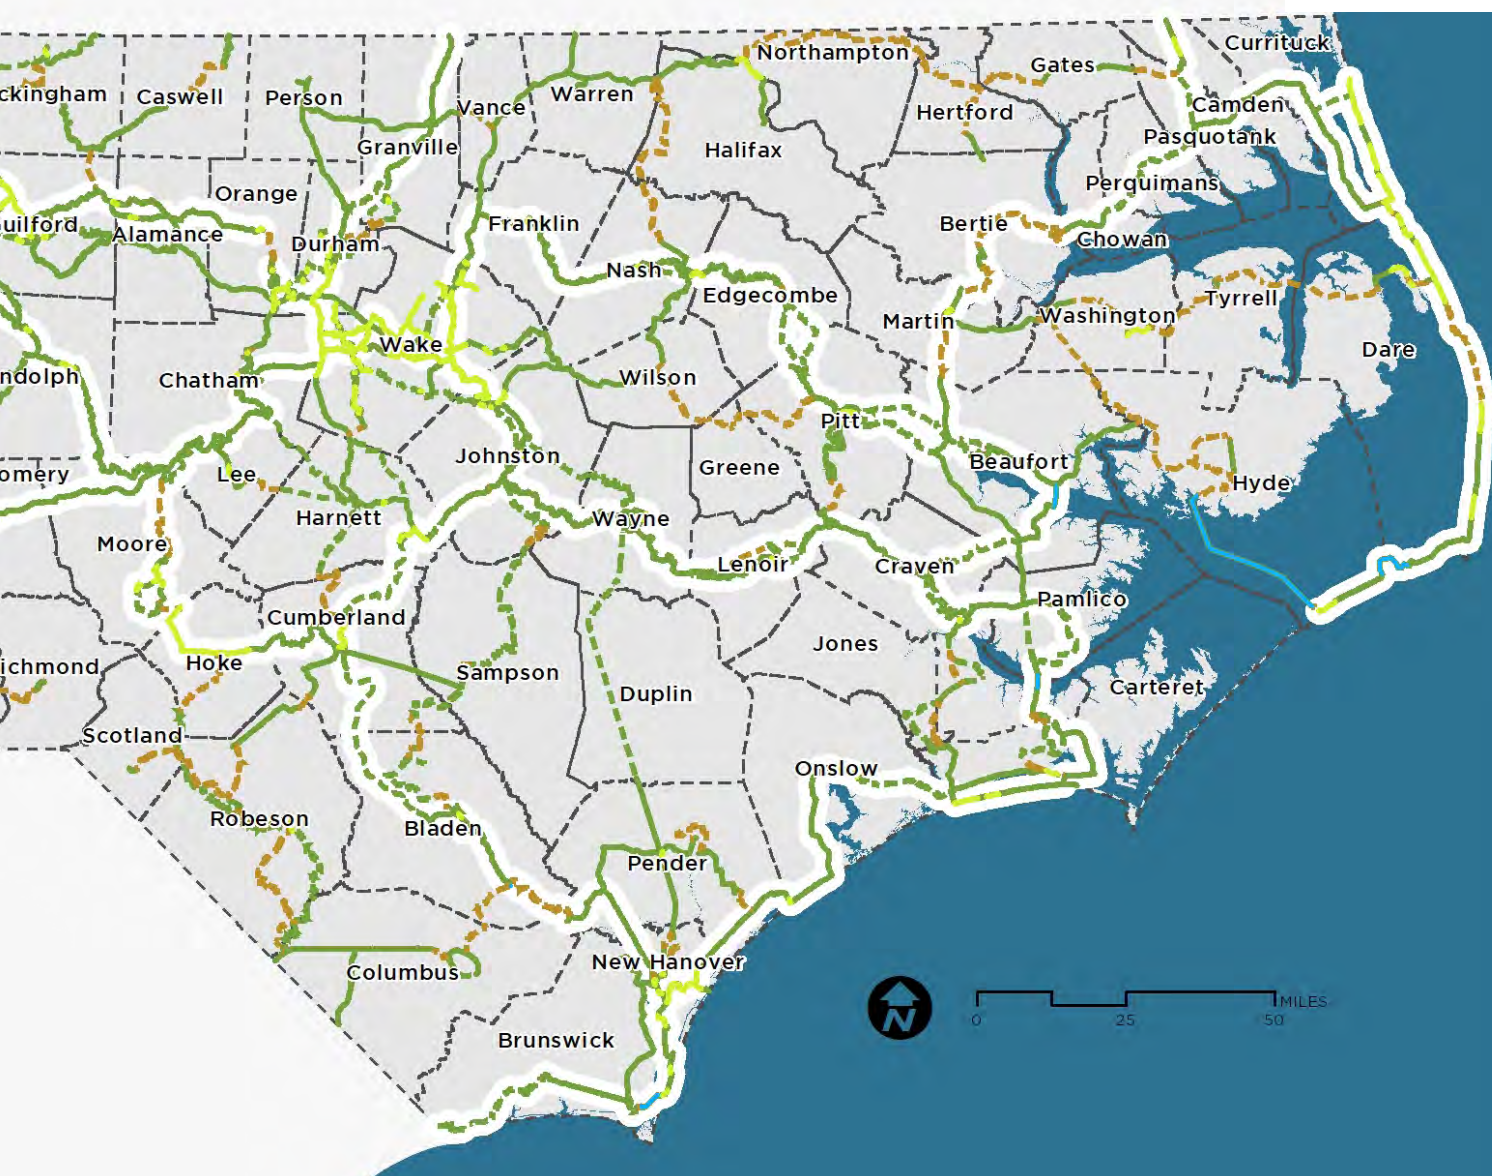 Currituck
Northampton
Gates
ckingham
Caswell
Person
Vance
Warren
Camden
Hertford
Pasquotank
Granville
Halifax
Perquimans
Orange
Franklin
Bertie
uilford
Alamance
Durham
Chowan
Nash
Edgecombe
Tyrrell
Martin
Washington
Wake
Dare
ndolph
Chatham
Wilson
Pitt
Johnston
Greene
Beaufort
omery
Lee
Hyde
Harnett
Wayne
Moore
Lenoir
Craven
Pamlico
Cumberland
Jones
ichmond
Hoke
Sampson
Duplin
Carteret
Scotland
Onslow
Robeson
Bladen
Pender
New Hanover
Columbus
N
MILES
0 25 50
Brunswick